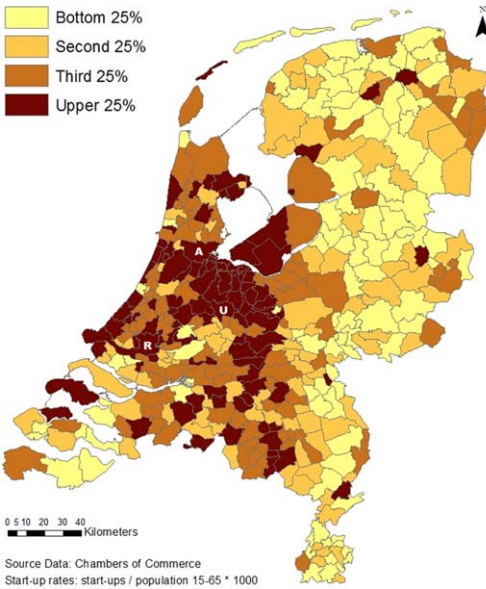 Bottom 25%
Second 25%
Third 25%
Upper 25%
N
A
U
R
0 5 10 20 30 40
Kilometers
Source Data: Chambers of Commerce
Start-up rates: start-ups / population 15-65 * 1000